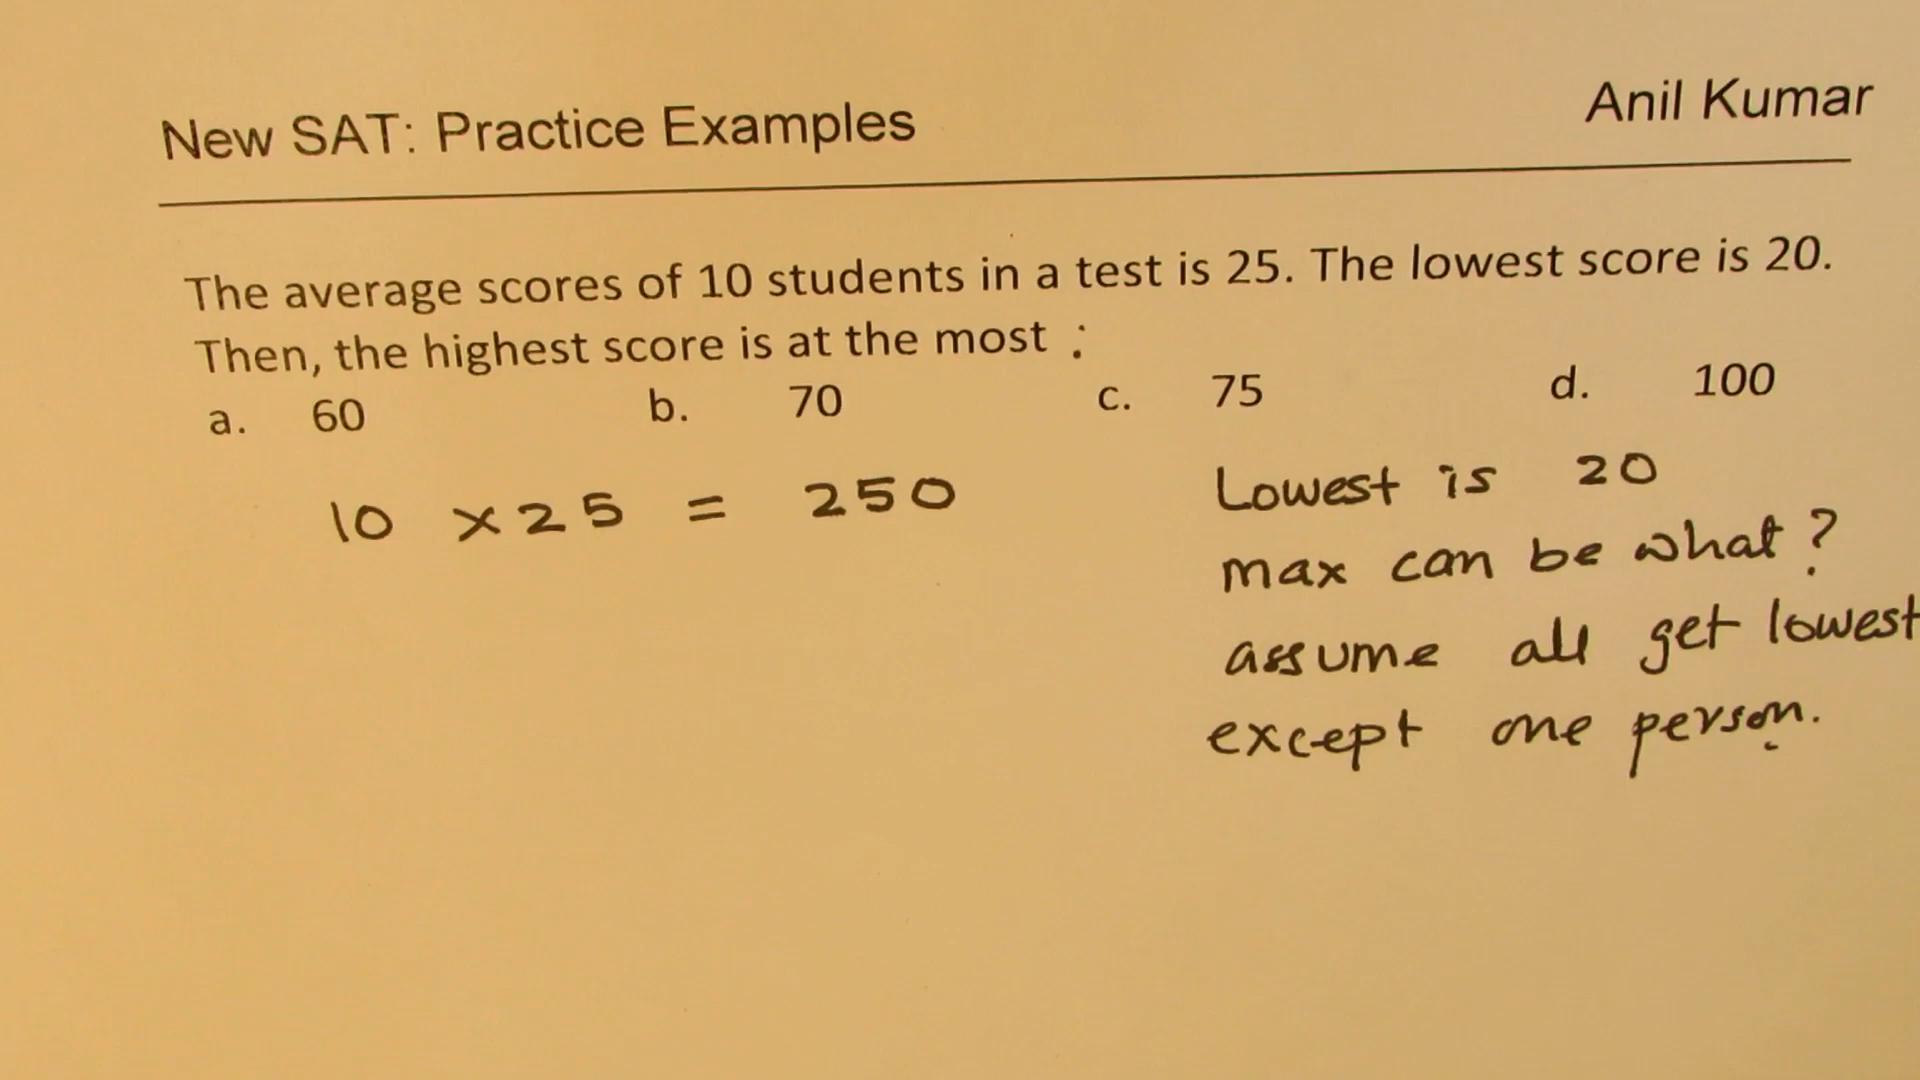 New SAT: Practice Examples
Anil Kumar
The average scores of 10 students in a test is 25. The lowest score is 20.
Then, the highest score is at the most :
a. 60 b. 70 c. 75 d. 100
10 x 25 = 250
Lowest is 20
max can be what?
assume all get lowest
except one person.